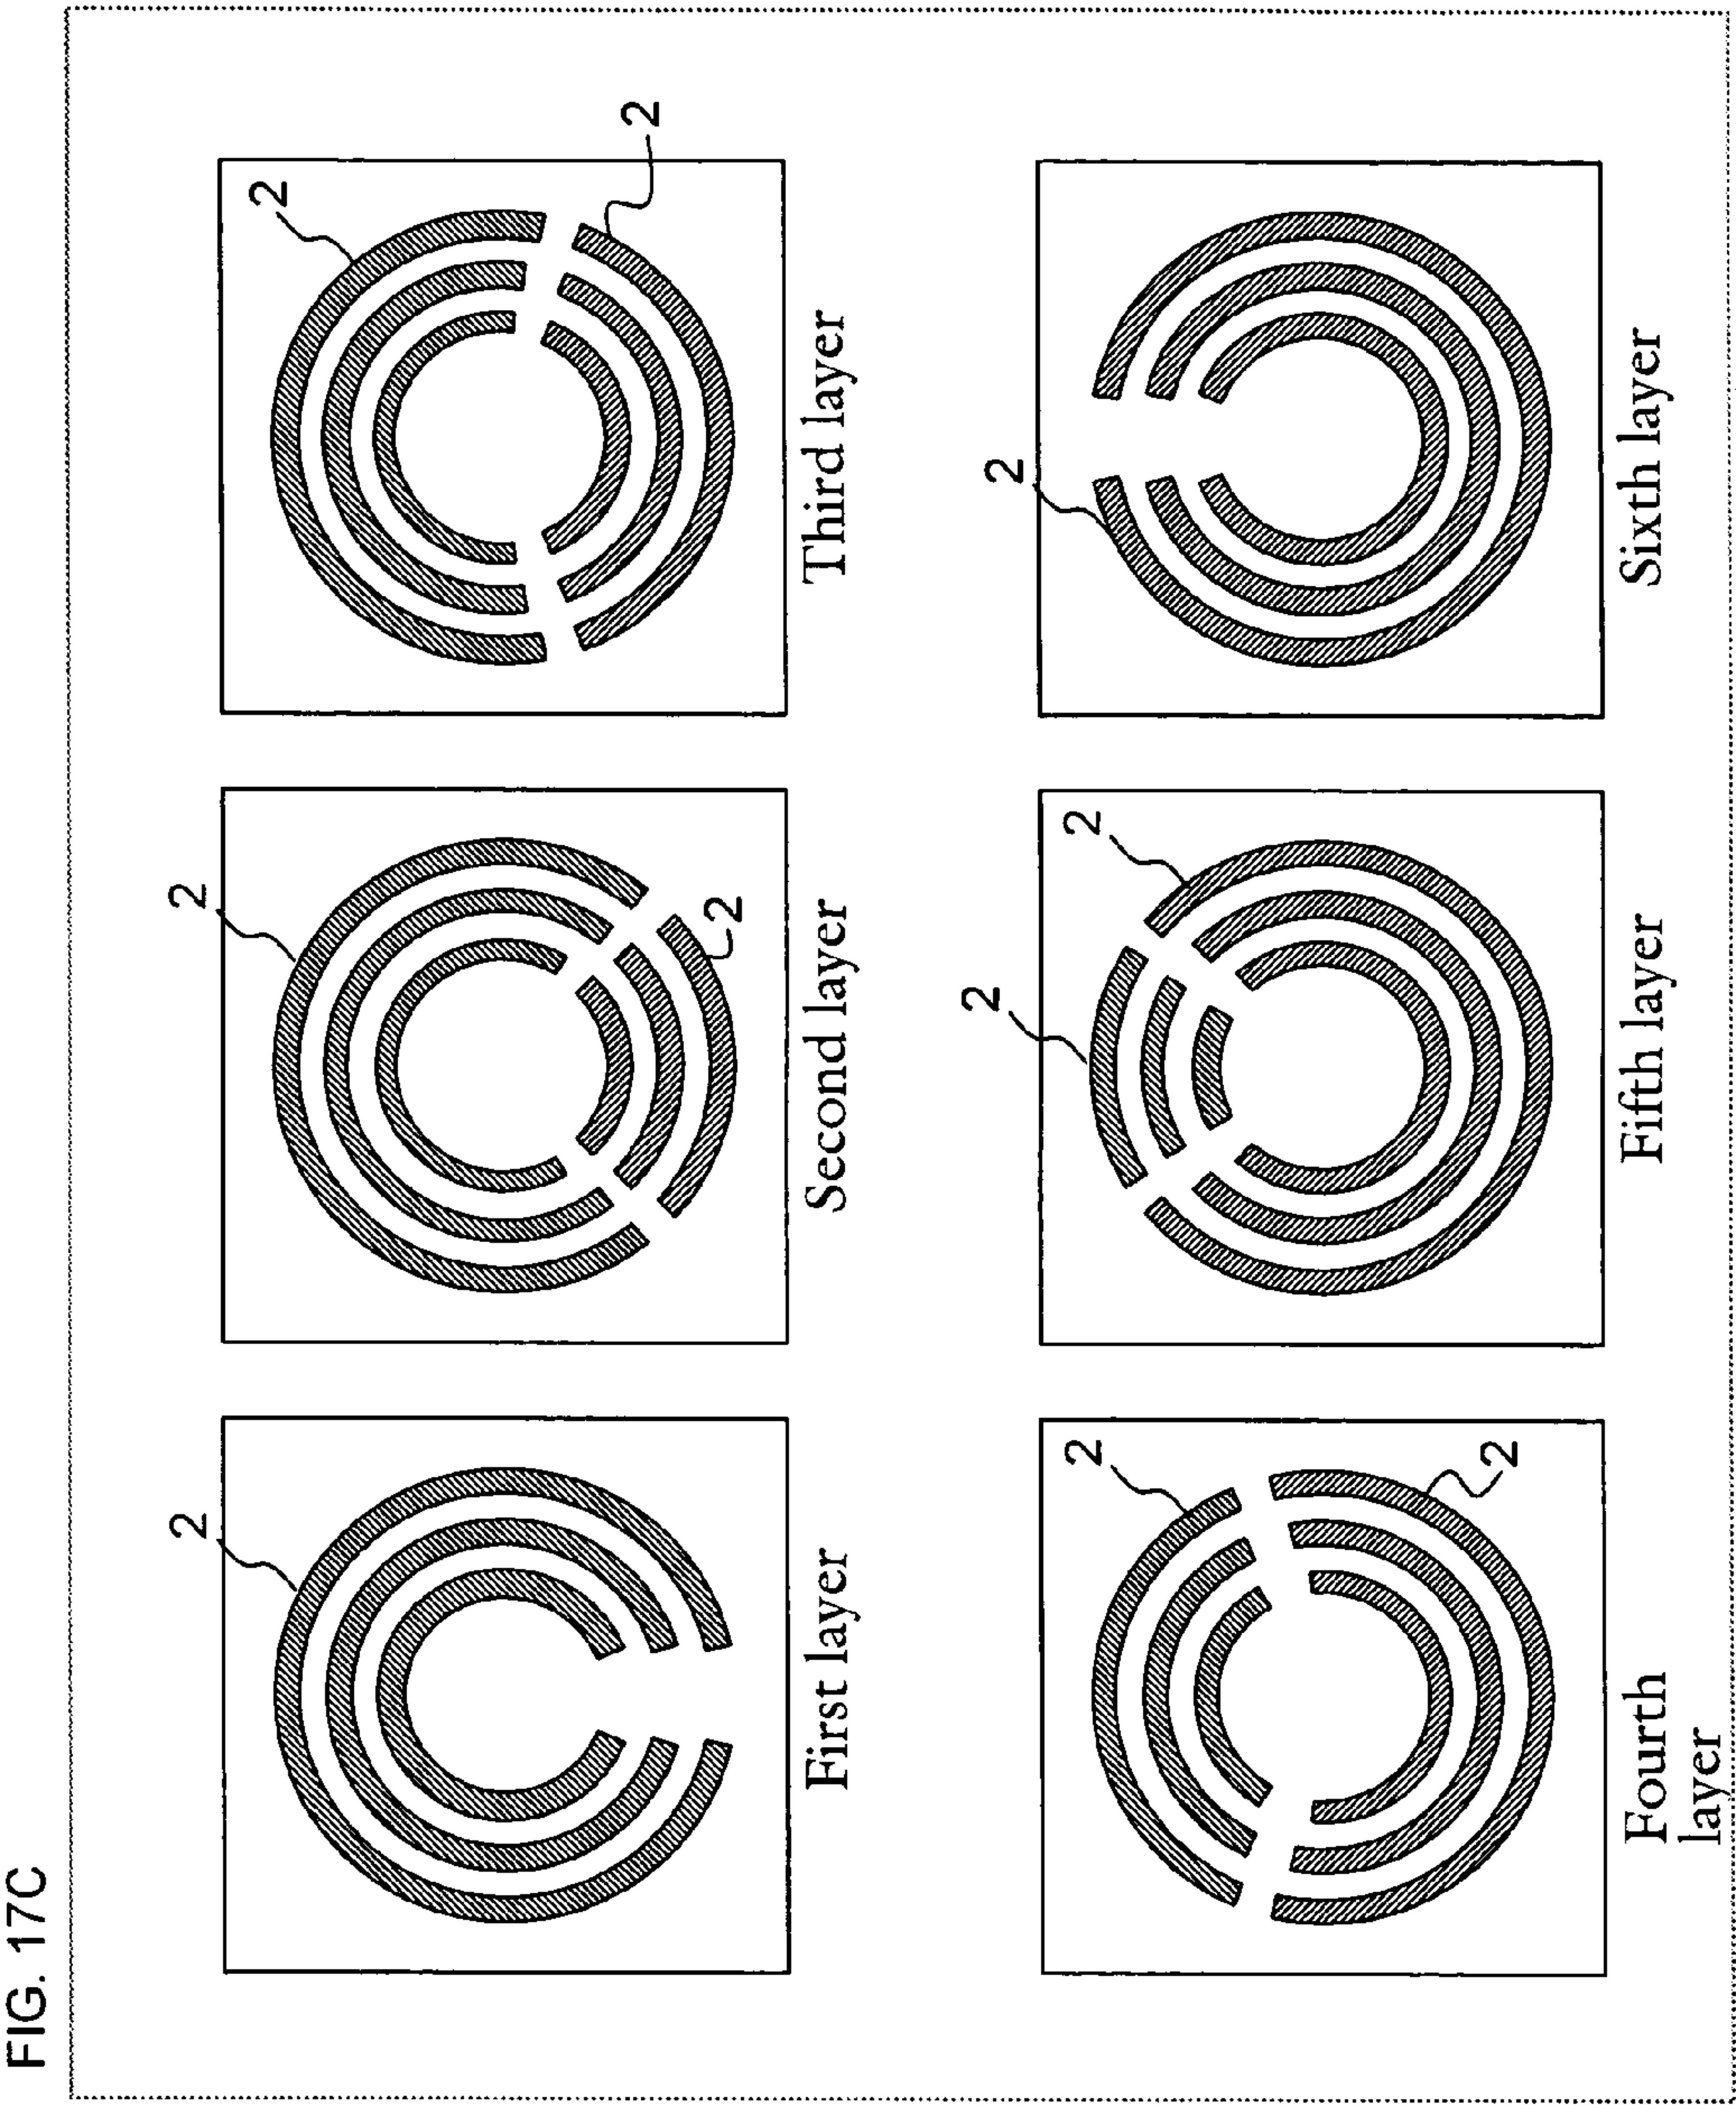 FIG. 17C
2
First layer
2
2
Second layer
2
2
Third layer
2
2
Fourth
layer
2
2
Fifth layer
2
Sixth layer